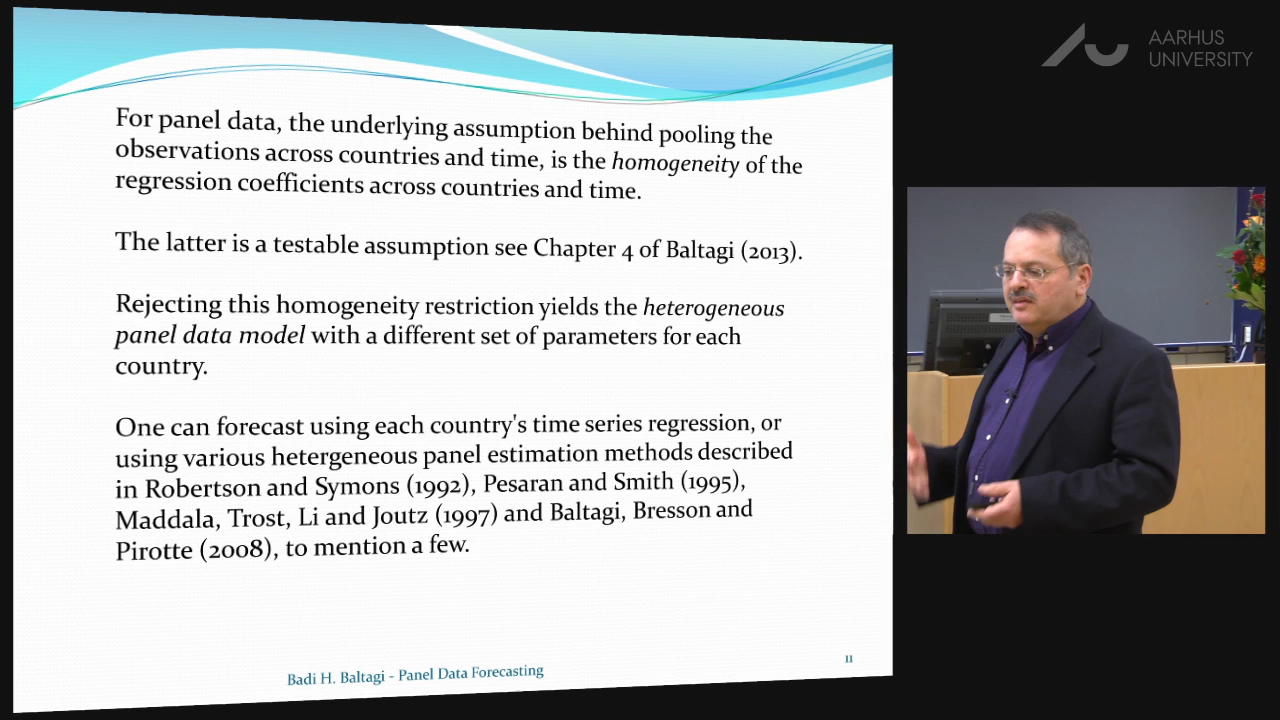 For panel data, the underlying assumption behind pooling the
observations across countries and time, is the homogeneity of the
regression coefficients across countries and time.
The latter is a testable assumption see Chapter 4 of Baltagi (2013).
Rejecting this homogeneity restriction yields the heterogeneous
panel data model with a different set of parameters for each
country.
One can forecast using each country's time series regression, or
using various hetergeneous panel estimation methods described
in Robertson and Symons (1992), Pesaran and Smith (1995),
Maddala, Trost, Li and Joutz (1997) and Baltagi, Bresson and
Pirotte (2008), to mention a few.
Badi H. Baltagi - Panel Data Forecasting
11
AARHUS
UNIVERSITY